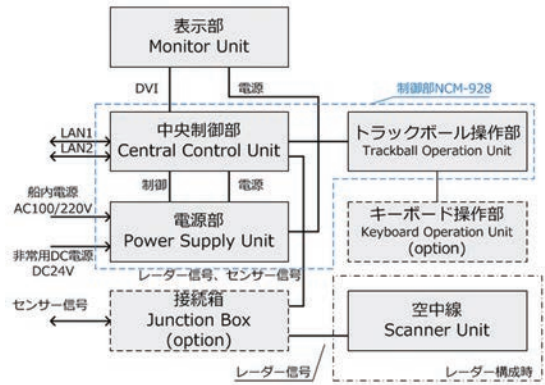 表示部
Monitor Unit
DVI
電源
制御部NCM-928
LAN1
LAN2
中央制御部
Central Control Unit
トラックボール操作部
Trackball Operation Unit
制御
電源
船内電源
AC100/220V
電源部
Power Supply Unit
キーボード操作部
Keyboard Operation Unit
(option)
非常用DC電源
DC24V
レーダー信号、センサー信号
センサー信号
接続箱
Junction Box
(option)
空中線
Scanner Unit
レーダー信号
レーダー構成時